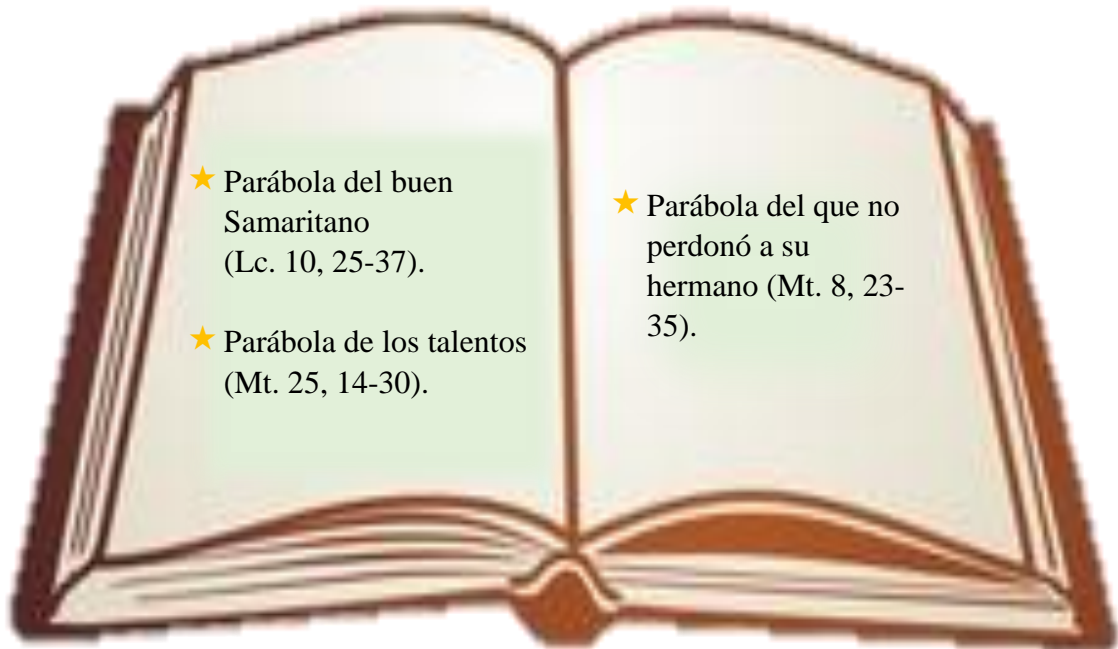 ★ Parábola del buen
Samaritano
(Lc. 10, 25-37).
★ Parábola de los talentos
(Mt. 25, 14-30).
★ Parábola del que no
perdonó a su
hermano (Mt. 8, 23-
35).